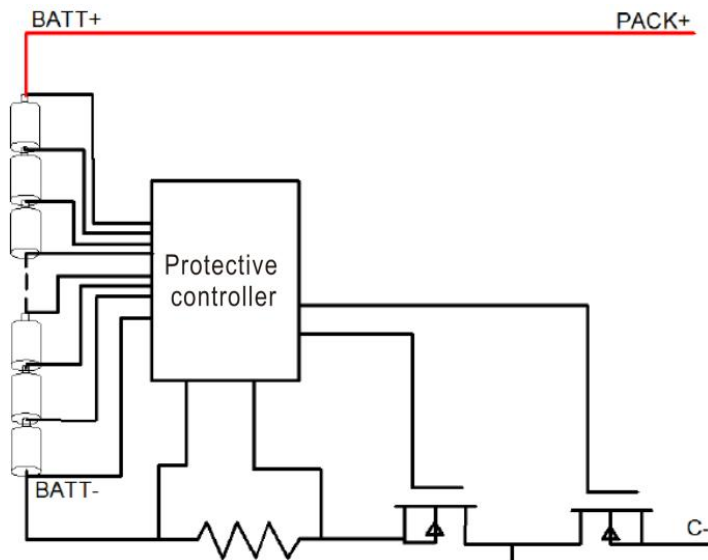 BATT+ PACK+
Protective
controller
BATT-
C-